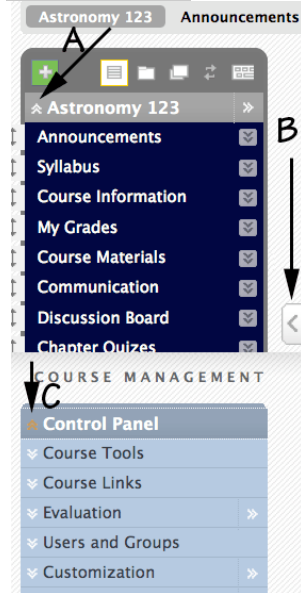 Astronomy 123 Announcements
A
Astronomy 123
Announcements
B
Syllabus
Course Information
My Grades
Course Materials
Communication
Discussion Board
Chapter Quizes
COURSE MANAGEMENT
C
Control Panel
Course Tools
Course Links
Evaluation
Users and Groups
Customization